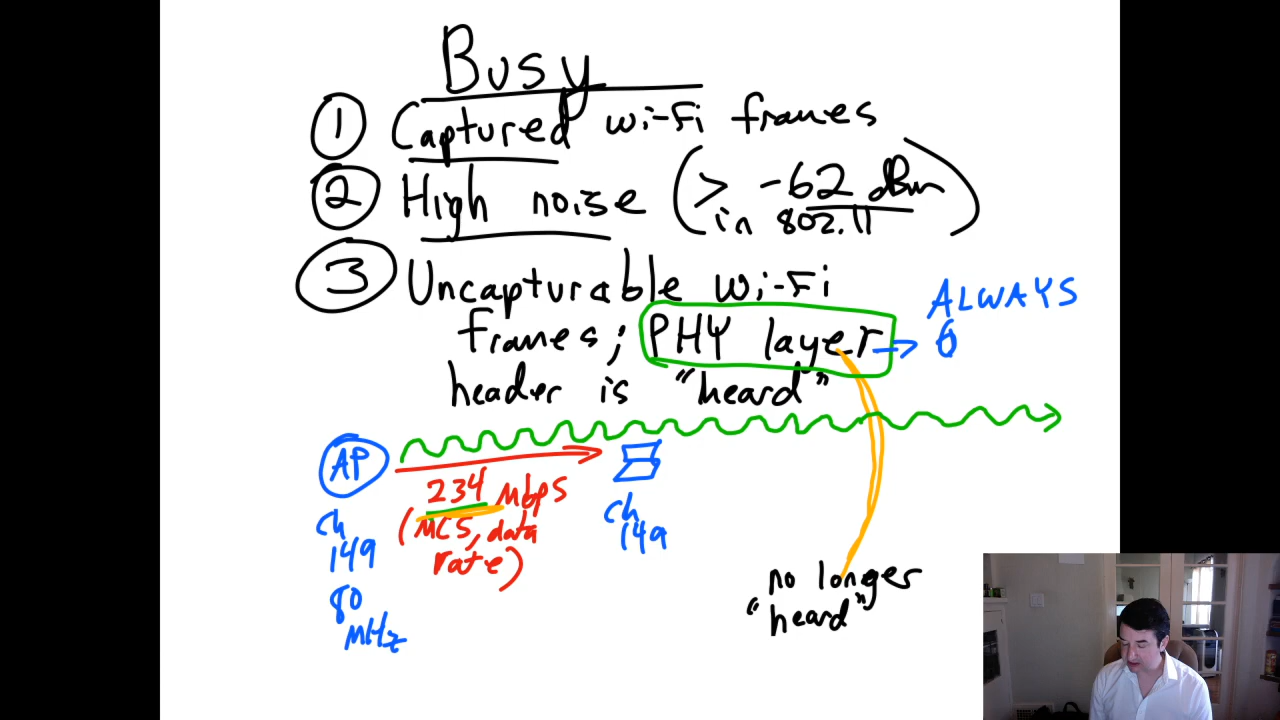 Busy
① Captured Wi-Fi frames
② High noise (> -62 dBm
in 802.11)
③ Uncapturable Wi-Fi
frames; PHY layer → ALWAYS 0
header is "heard"
AP
234 Mbps
(MCS, data
rate)
ch
149
80
MHz
ch
149
no longer
"heard"